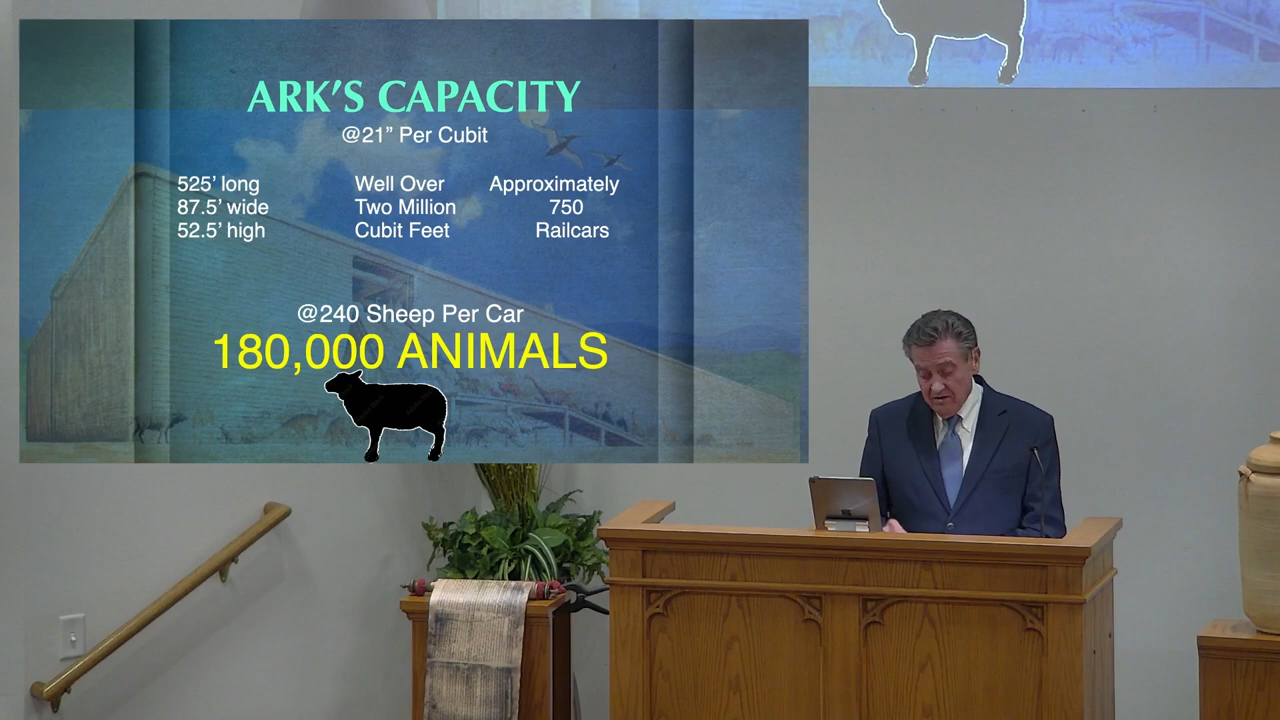 ARK'S CAPACITY
@21” Per Cubit
525’ long Well Over Approximately
87.5’ wide Two Million 750
52.5’ high Cubit Feet Railcars
@240 Sheep Per Car
180,000 ANIMALS